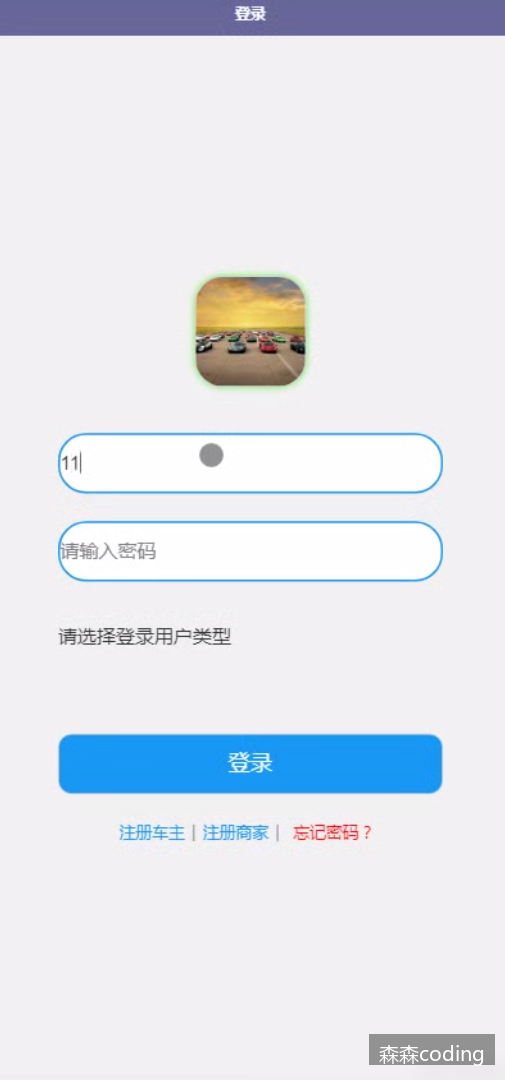 登录
11
请输入密码
请选择登录用户类型
登录
注册车主 | 注册商家 | 忘记密码？
森森coding